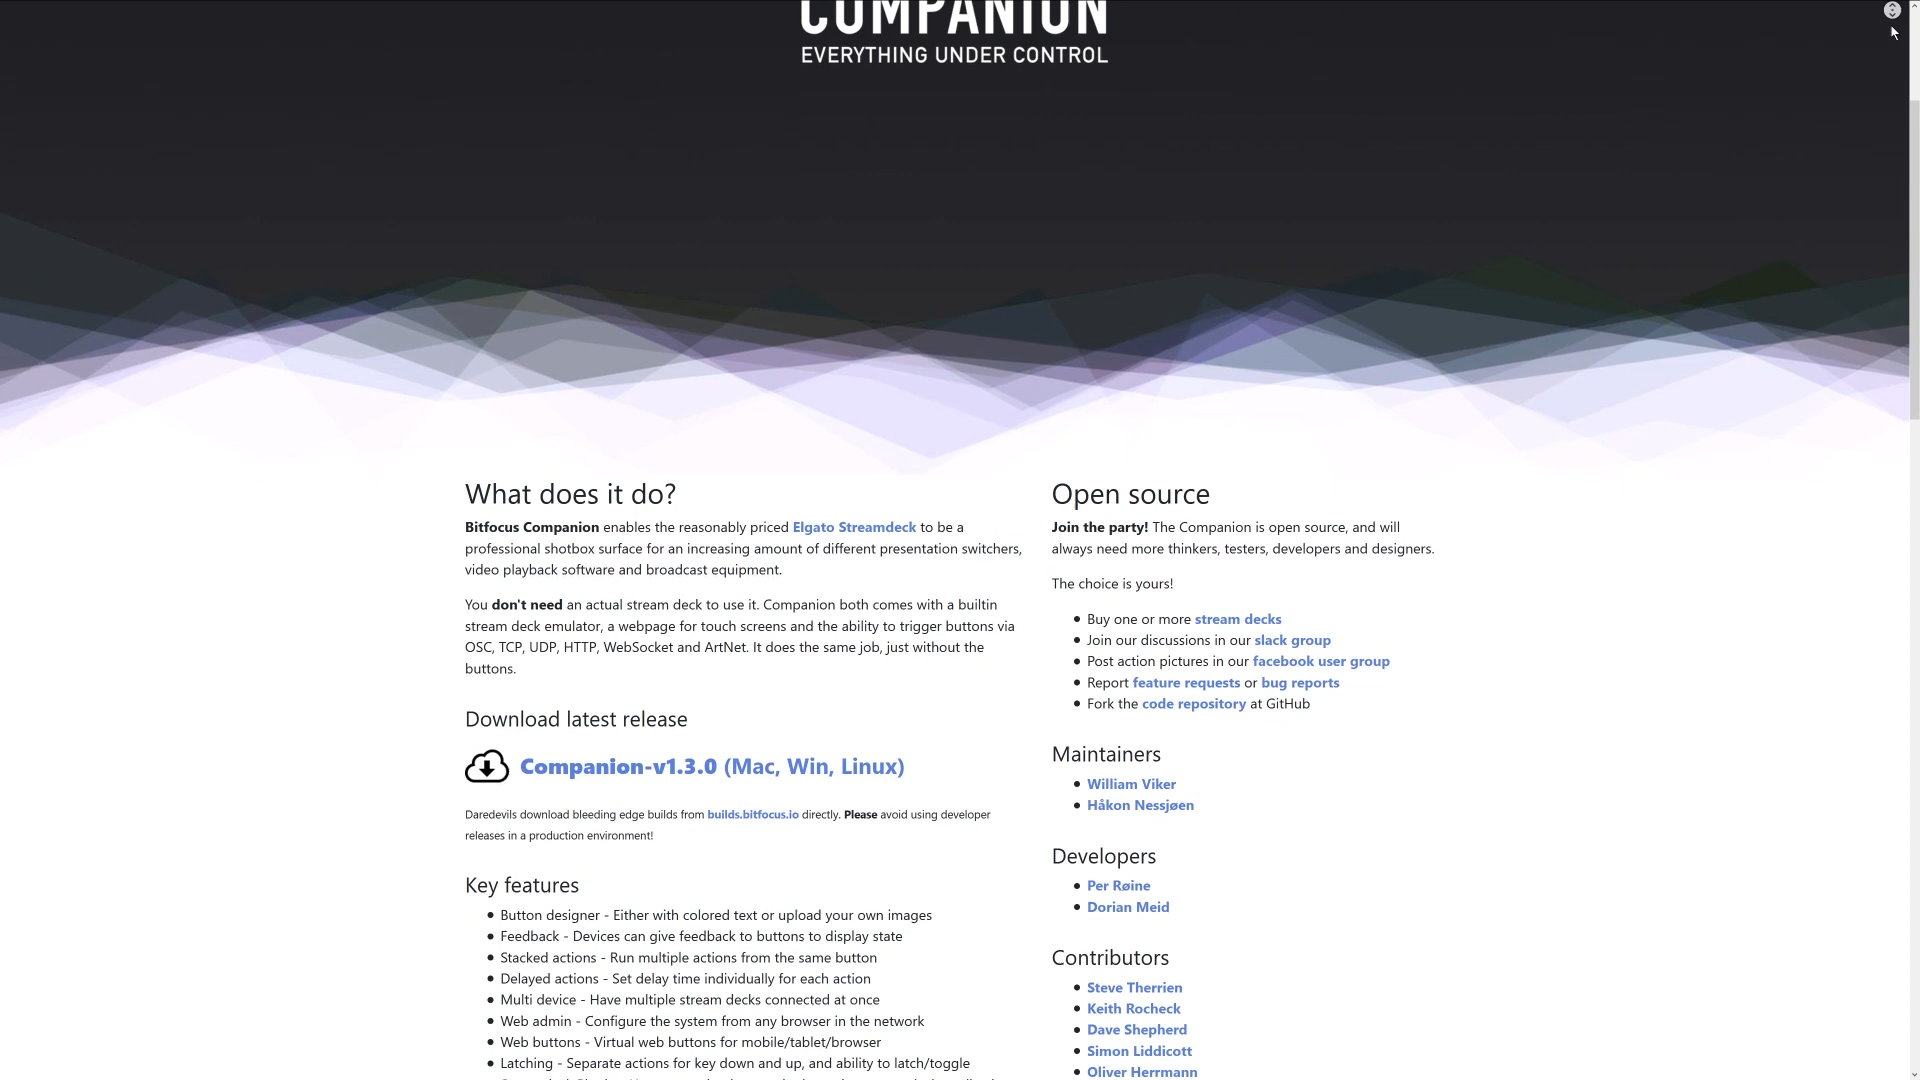 COMPANION
EVERYTHING UNDER CONTROL
What does it do?
Bitfocus Companion enables the reasonably priced Elgato Streamdeck to be a
professional shotbox surface for an increasing amount of different presentation switchers,
video playback software and broadcast equipment.
You don't need an actual stream deck to use it. Companion both comes with a builtin
stream deck emulator, a webpage for touch screens and the ability to trigger buttons via
OSC, TCP, UDP, HTTP, WebSocket and ArtNet. It does the same job, just without the
buttons.
Download latest release
Companion-v1.3.0 (Mac, Win, Linux)
Daredevils download bleeding edge builds from builds.bitfocus.io directly. Please avoid using developer
releases in a production environment!
Key features
Button designer - Either with colored text or upload your own images
Feedback - Devices can give feedback to buttons to display state
Stacked actions - Run multiple actions from the same button
Delayed actions - Set delay time individually for each action
Multi device - Have multiple stream decks connected at once
Web admin - Configure the system from any browser in the network
Web buttons - Virtual web buttons for mobile/tablet/browser
Latching - Separate actions for key down and up, and ability to latch/toggle
Open source
Join the party! The Companion is open source, and will
always need more thinkers, testers, developers and designers.
The choice is yours!
Buy one or more stream decks
Join our discussions in our slack group
Post action pictures in our facebook user group
Report feature requests or bug reports
Fork the code repository at GitHub
Maintainers
William Viker
Håkon Nessjøen
Developers
Per Røine
Dorian Meid
Contributors
Steve Therrien
Keith Rocheck
Dave Shepherd
Simon Liddicott
Oliver Herrmann